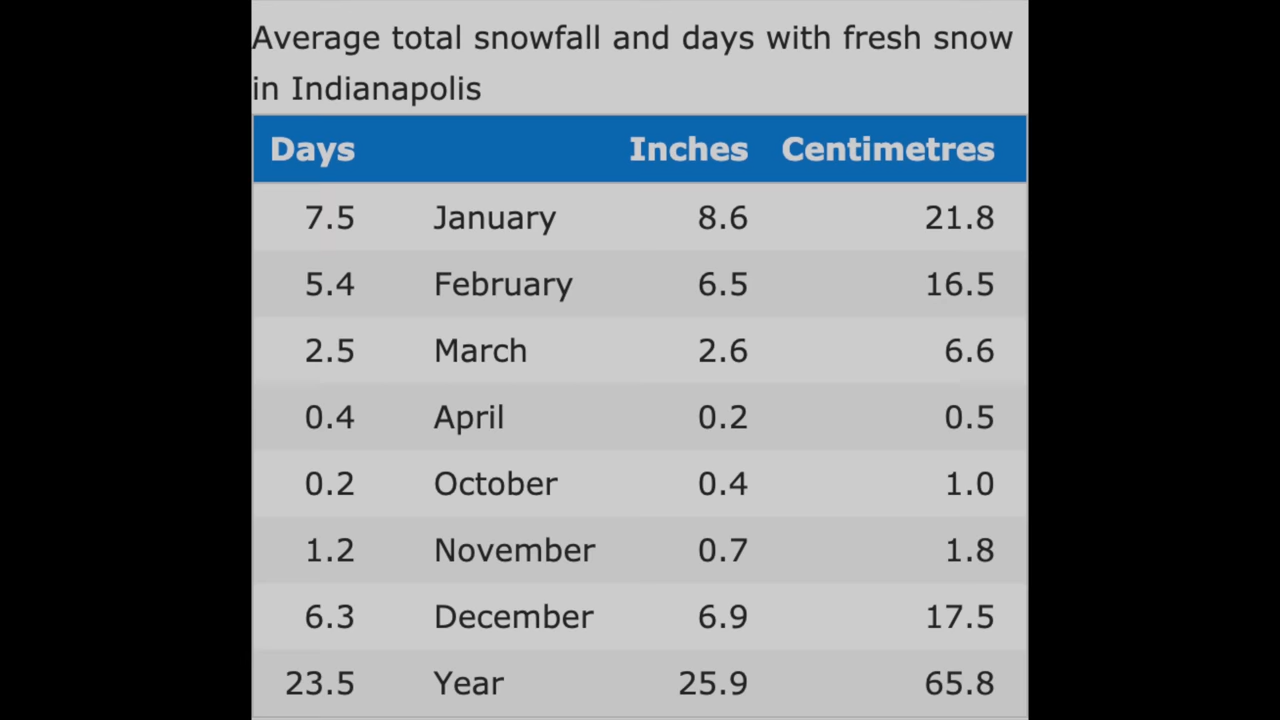 Average total snowfall and days with fresh snow
in Indianapolis
Days Inches Centimetres
7.5 January 8.6 21.8
5.4 February 6.5 16.5
2.5 March 2.6 6.6
0.4 April 0.2 0.5
0.2 October 0.4 1.0
1.2 November 0.7 1.8
6.3 December 6.9 17.5
23.5 Year 25.9 65.8